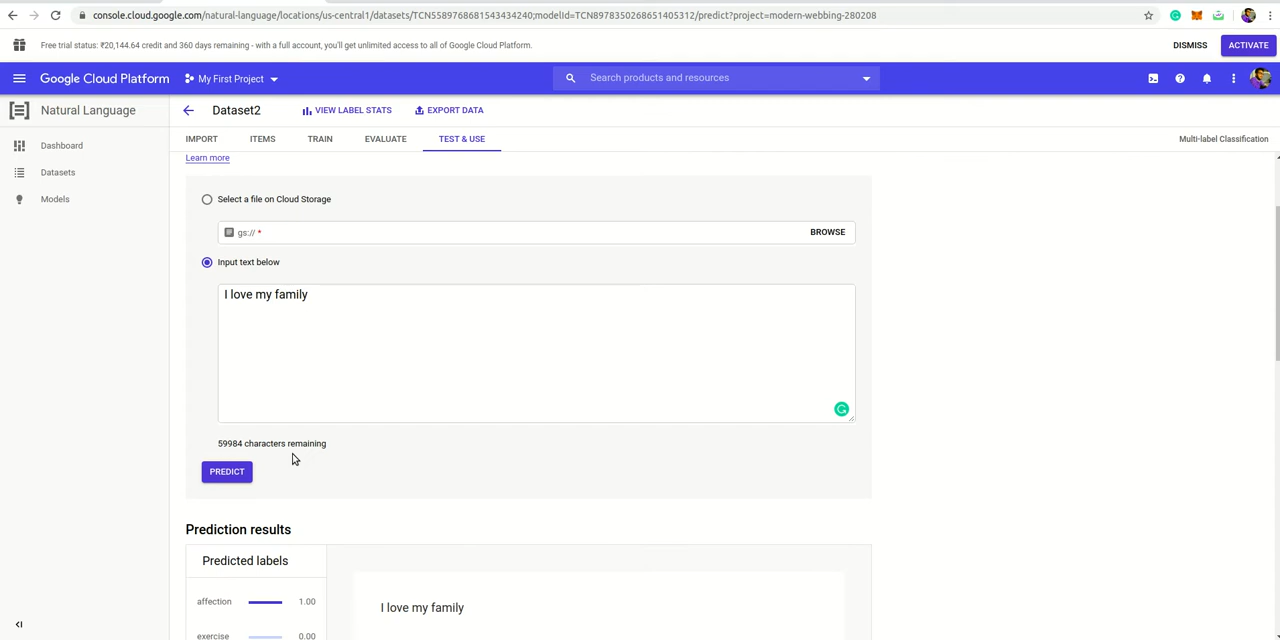 console.cloud.google.com/natural-language/locations/us-central1/datasets/TCN5589768681543434240;modelId=TCN8978350268651405312/predict?project=modern-webbing-280208
Free trial status: ₹20,144.64 credit and 360 days remaining - with a full account, you'll get unlimited access to all of Google Cloud Platform.
DISMISS
ACTIVATE
Google Cloud Platform
My First Project
Search products and resources
Natural Language
Dataset2
VIEW LABEL STATS
EXPORT DATA
IMPORT
ITEMS
TRAIN
EVALUATE
TEST & USE
Multi-label Classification
Dashboard
Datasets
Models
Learn more
Select a file on Cloud Storage
gs:// *
BROWSE
Input text below
I love my family
59984 characters remaining
PREDICT
Prediction results
Predicted labels
affection 1.00
I love my family
exercise 0.00